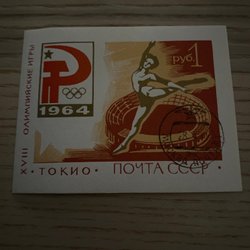 XVIII ОЛИМПИЙСКИЕ ИГРЫ
1964
руб. 1
•ТОКИО•
ПОЧТА СССР